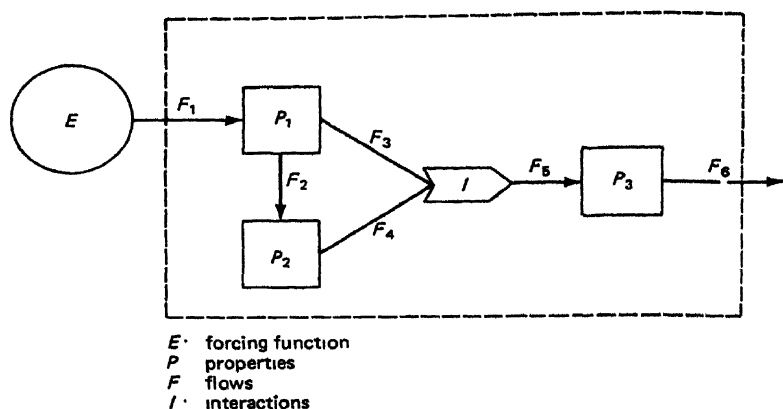 E
F1
P1
F3
F2
I
F5
P3
F6
F4
P2
E· forcing function
P properties
F flows
I· interactions